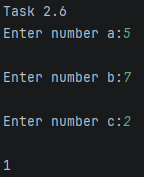 Task 2.6
Enter number a:5
Enter number b:7
Enter number c:2
1